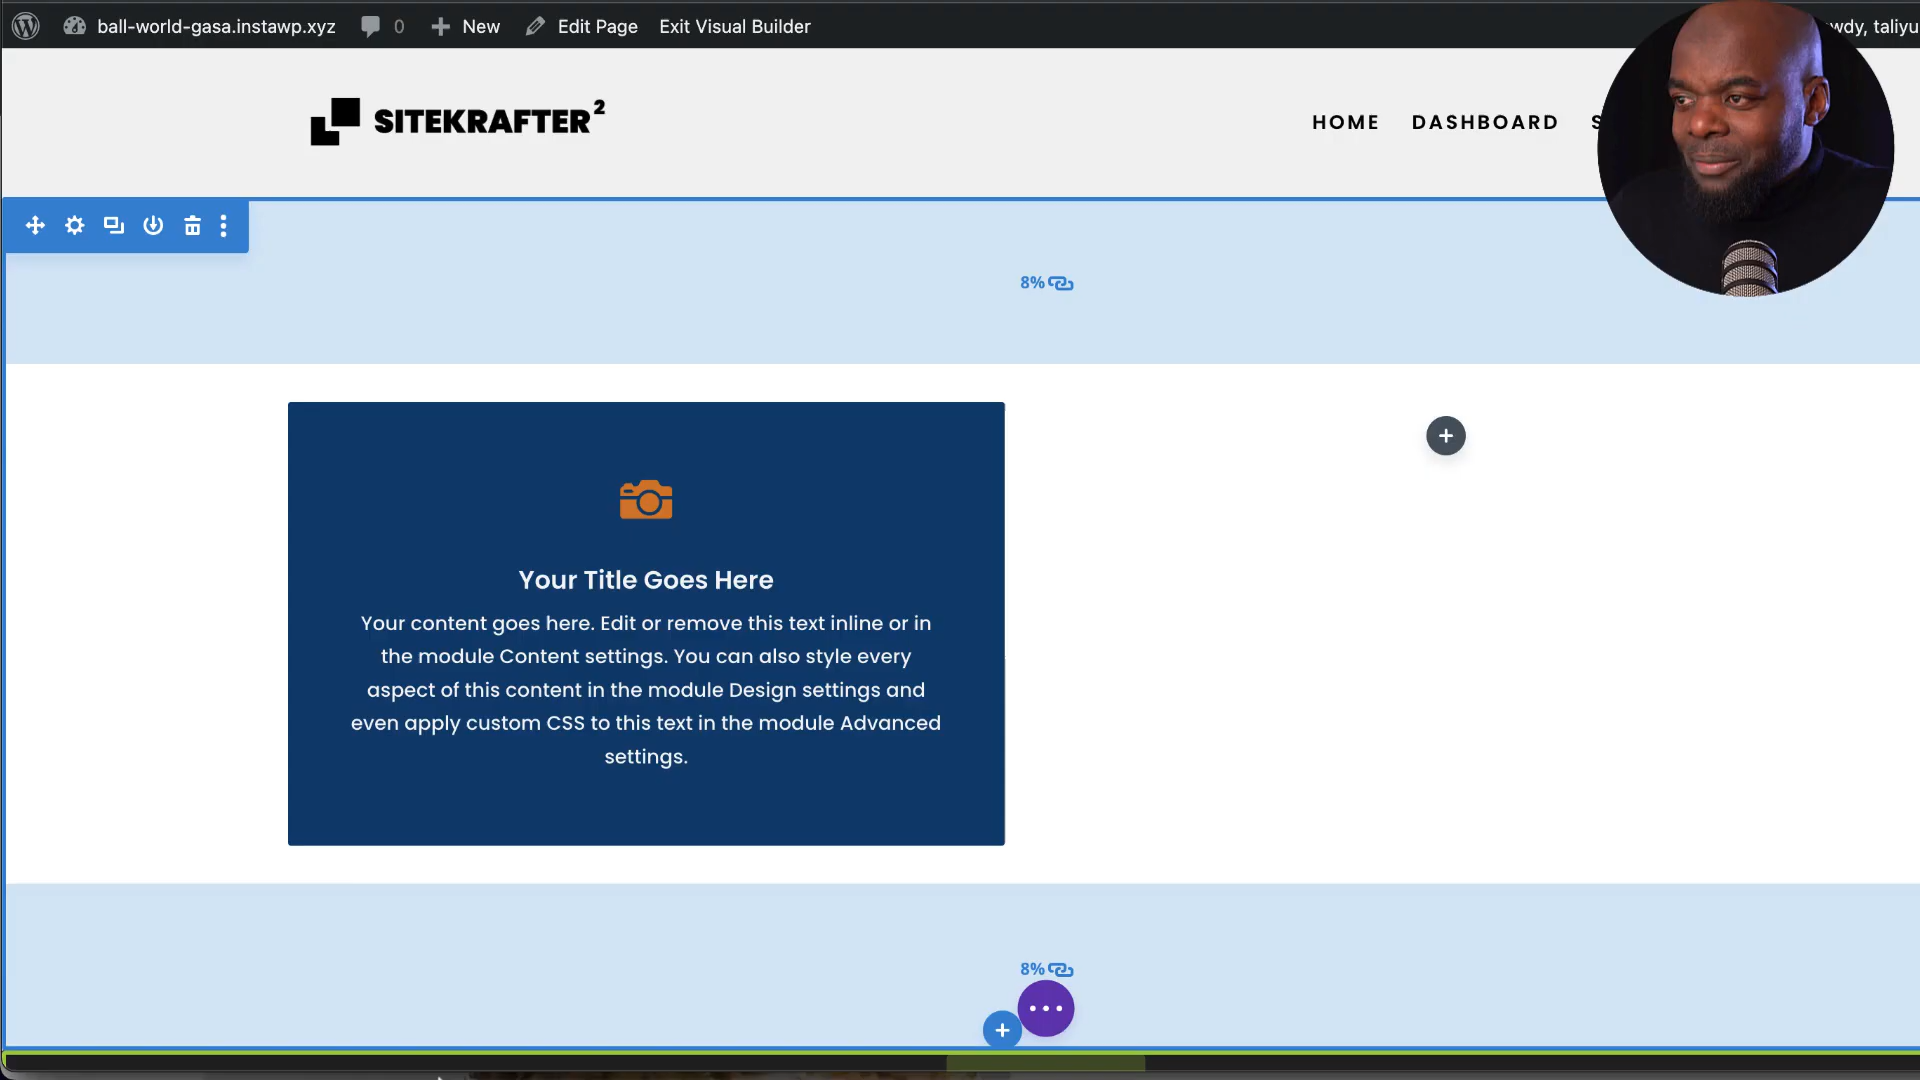 ball-world-gasa.instawp.xyz 0 New Edit Page Exit Visual Builder wdy, taliyu
SITEKRAFTER2
HOME DASHBOARD S
8%
Your Title Goes Here
Your content goes here. Edit or remove this text inline or in
the module Content settings. You can also style every
aspect of this content in the module Design settings and
even apply custom CSS to this text in the module Advanced
settings.
8%